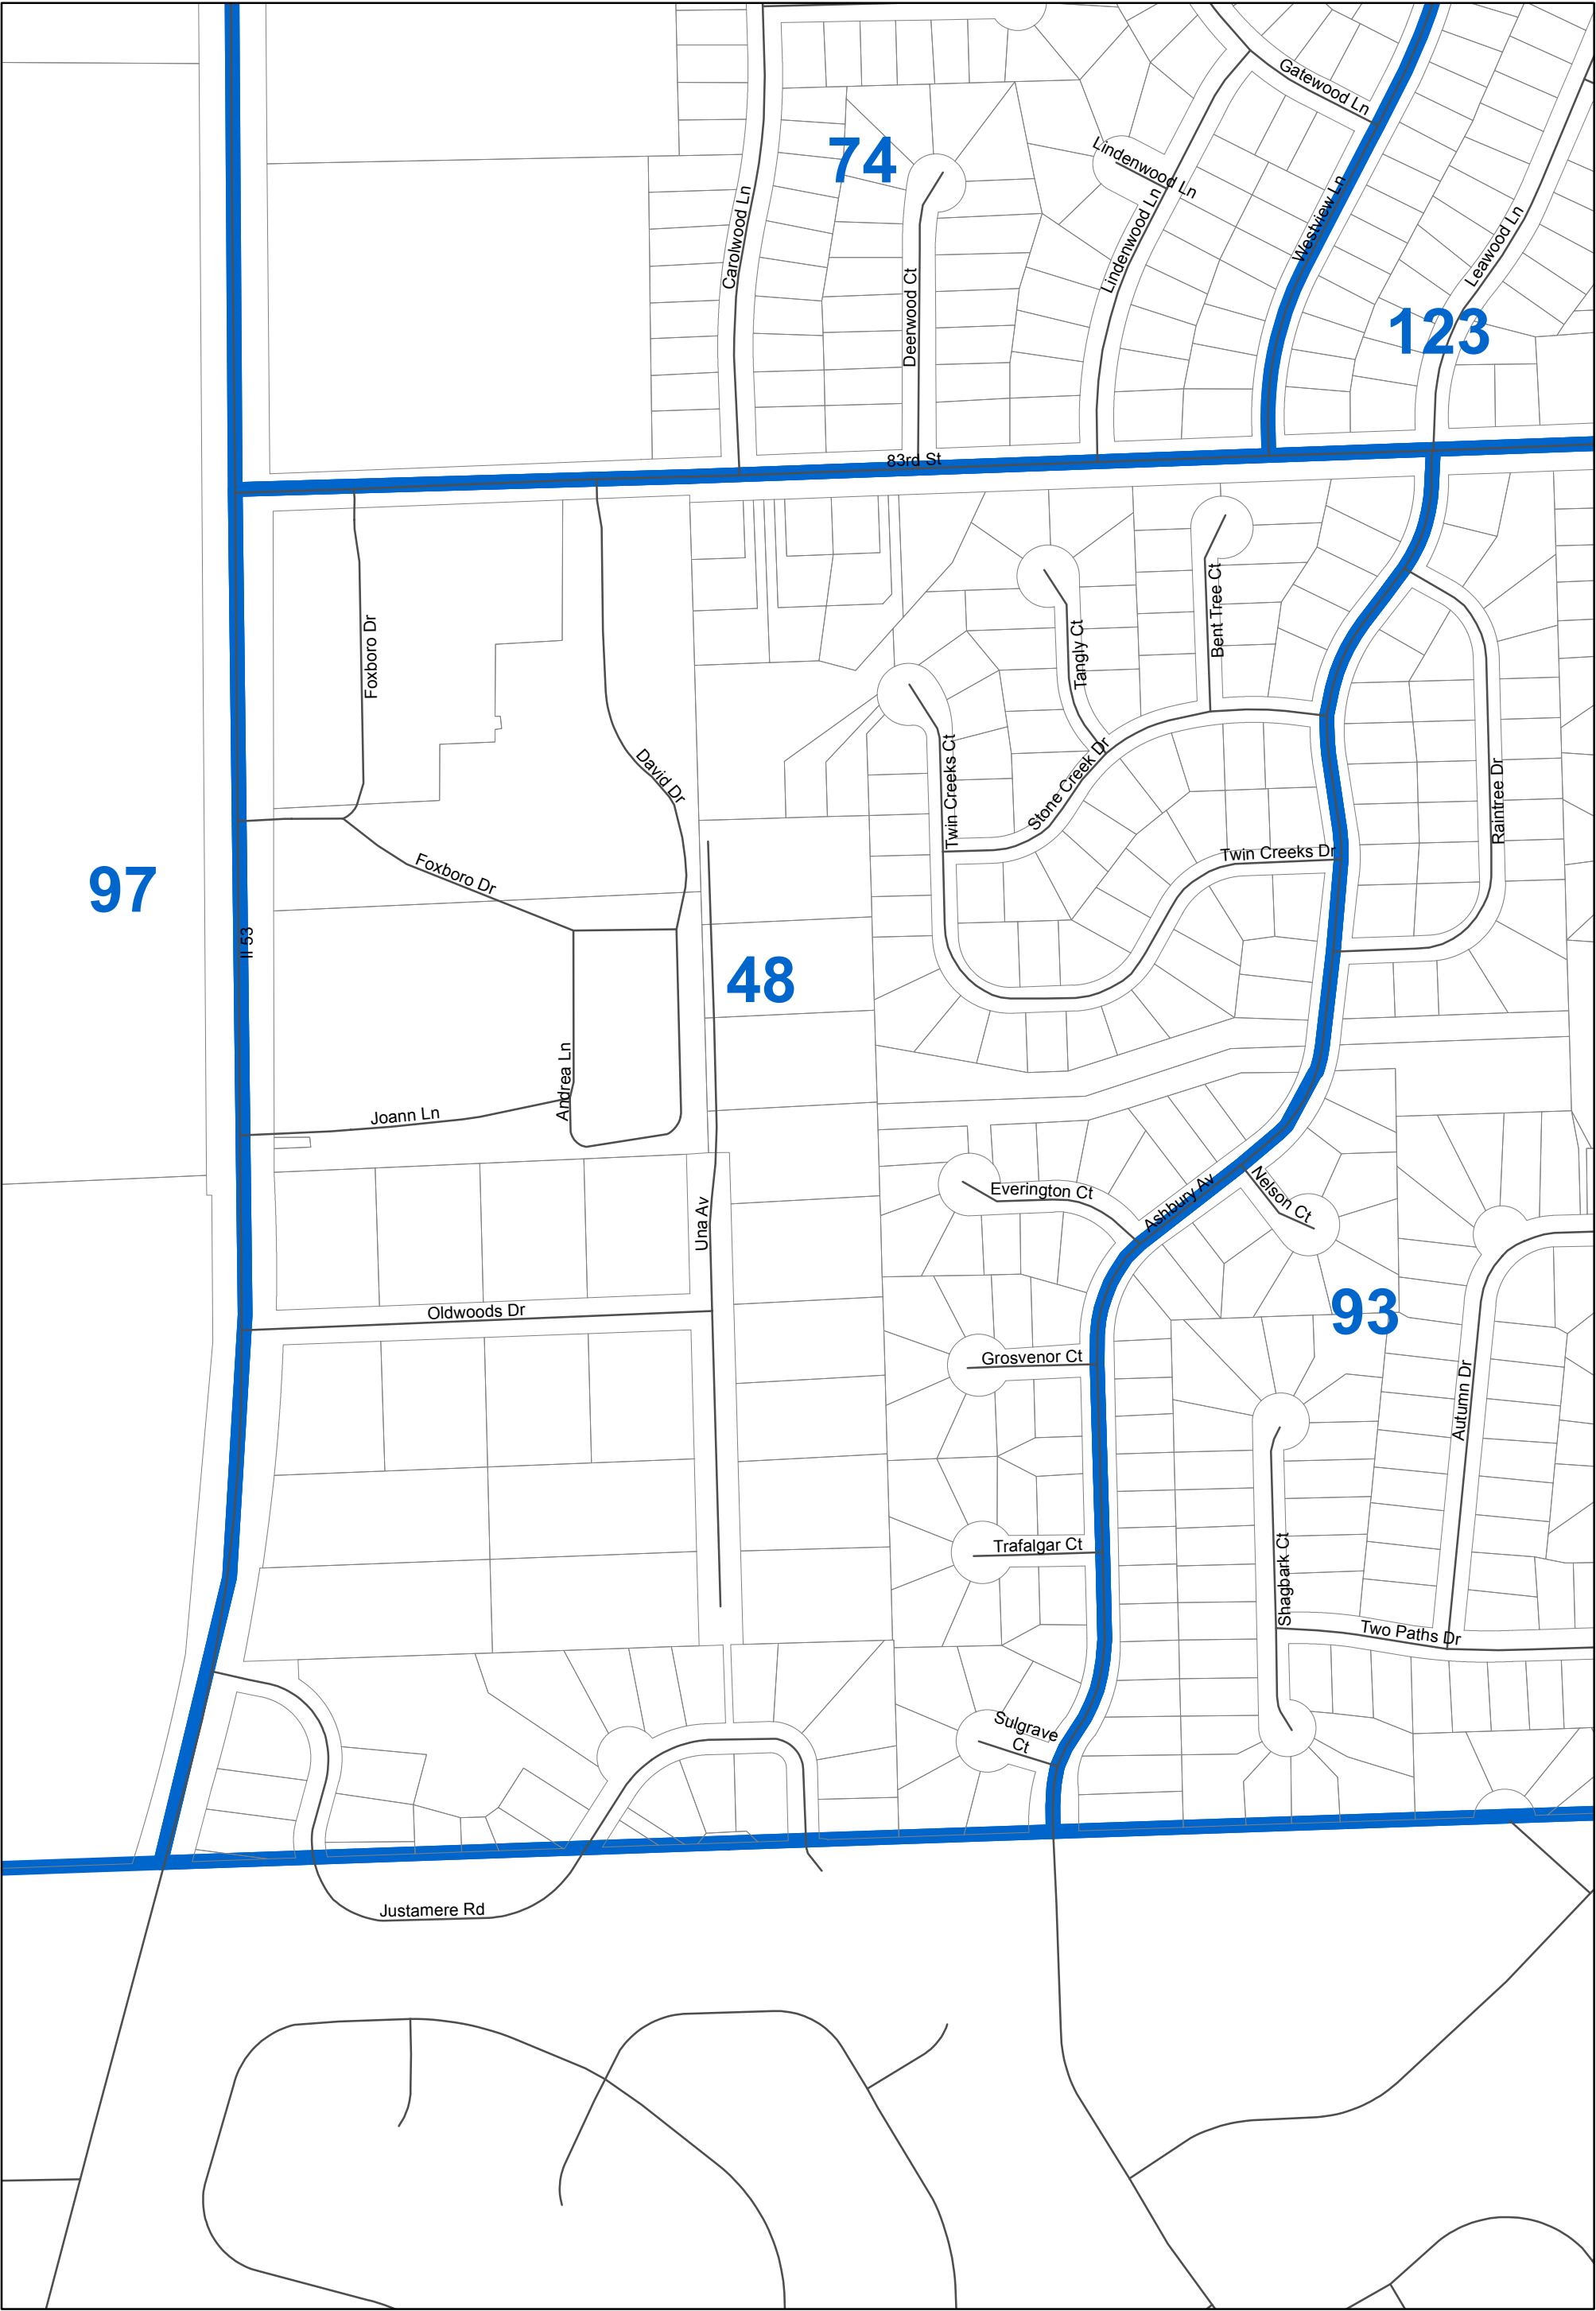 Gatewood Ln
74
Lindenwood Ln
Carolwood Ln
Lindenwood Ln
Westview Ln
Leawood Ln
Deerwood Ct
123
83rd St
Foxboro Dr
Tangly Ct
Bent Tree Ct
David Dr
Twin Creeks Ct
Stone Creek Dr
Raintree Dr
Twin Creeks Dr
97
Foxboro Dr
Il 53
48
Andrea Ln
Joann Ln
Everington Ct
Ashbury Av
Nelson Ct
Una Av
93
Oldwoods Dr
Grosvenor Ct
Autumn Dr
Trafalgar Ct
Shagbark Ct
Two Paths Dr
Sulgrave
Ct
Justamere Rd